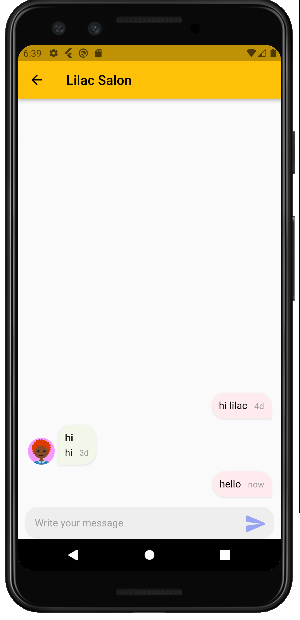 6:39
Lilac Salon
hi lilac 4d
hi
hi 3d
hello now
Write your message